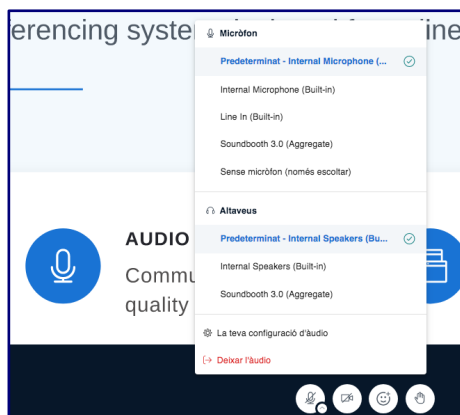 erencing syste
line
Micròfon
Predeterminat - Internal Microphone (...
Internal Microphone (Built-in)
Line In (Built-in)
Soundbooth 3.0 (Aggregate)
Sense micròfon (només escoltar)
Altaveus
Predeterminat - Internal Speakers (Bu...
Internal Speakers (Built-in)
Soundbooth 3.0 (Aggregate)
La teva configuració d'àudio
Deixar l'àudio
AUDIO
Commu
quality